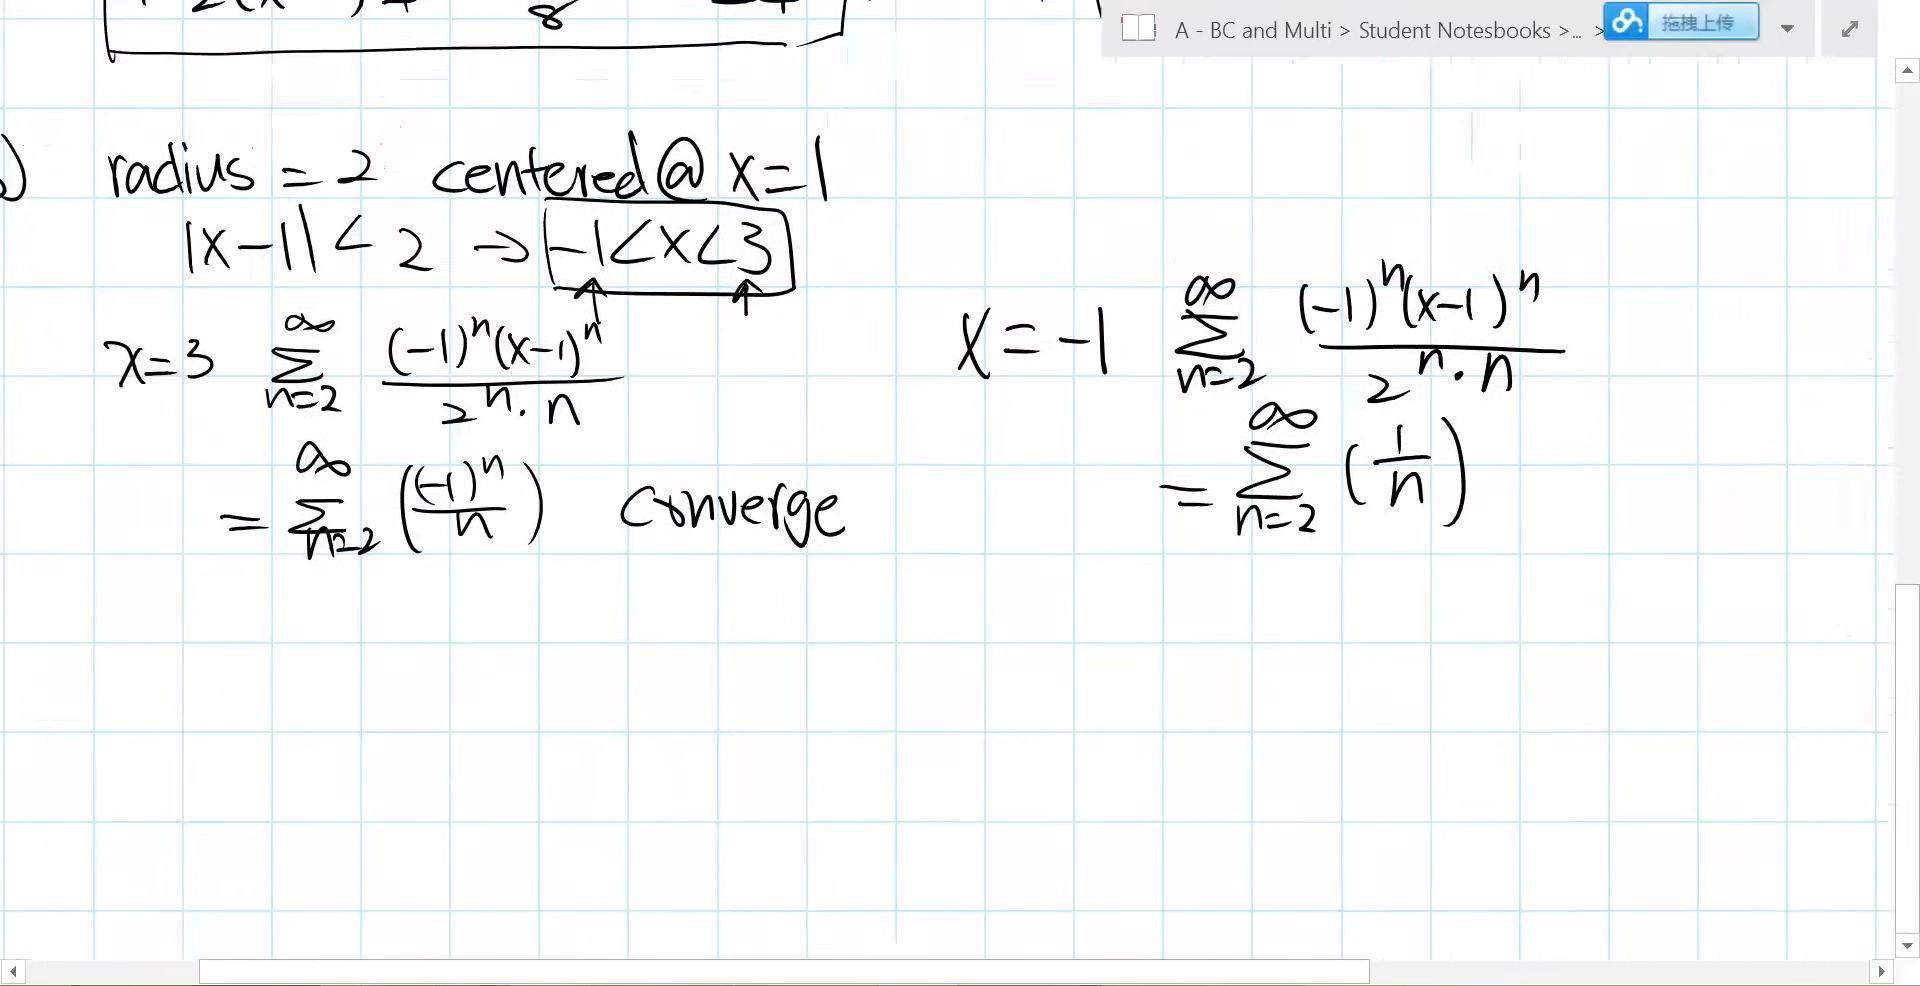 A - BC and Multi > Student Notesbooks >... >
拖拽上传
radius = 2 centered @ x=1
|x-1| < 2 → -1<x<3
x=3 ∞ Σ n=2 (-1)^n(x-1)^n / 2^n · n
= ∞ Σ n=2 ((-1)^n / n) converge
x = -1 ∞ Σ n=2 (-1)^n(x-1)^n / 2^n · n
= ∞ Σ n=2 (1/n)